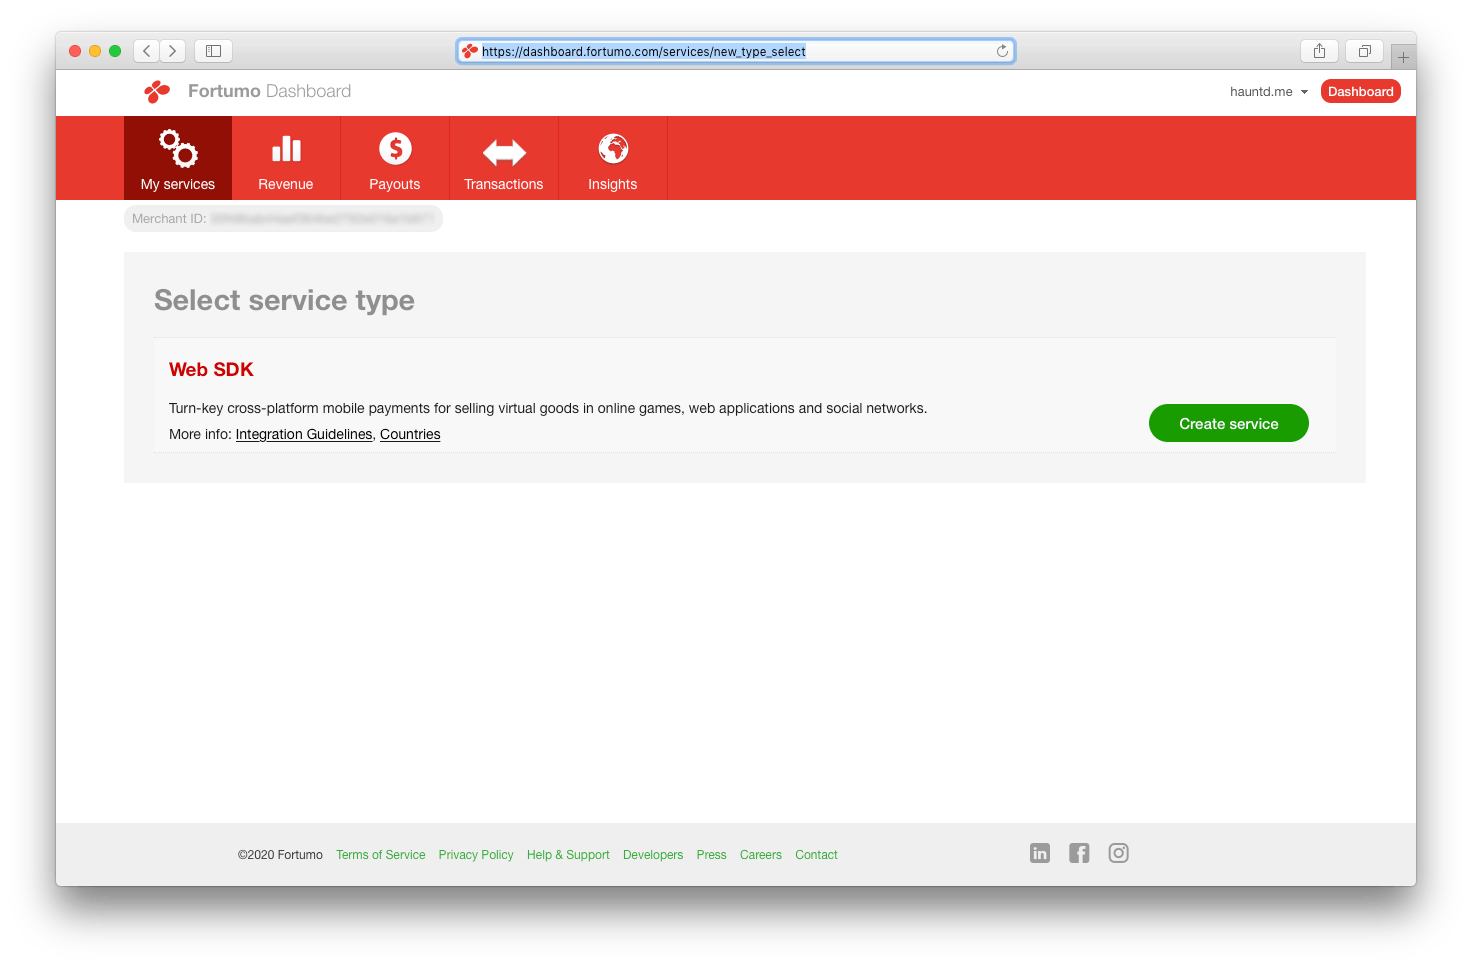 https://dashboard.fortumo.com/services/new_type_select
Fortumo Dashboard
hauntd.me
Dashboard
My services
Revenue
Payouts
Transactions
Insights
Merchant ID:
Select service type
Web SDK
Turn-key cross-platform mobile payments for selling virtual goods in online games, web applications and social networks.
More info: Integration Guidelines, Countries
Create service
©2020 Fortumo Terms of Service Privacy Policy Help & Support Developers Press Careers Contact